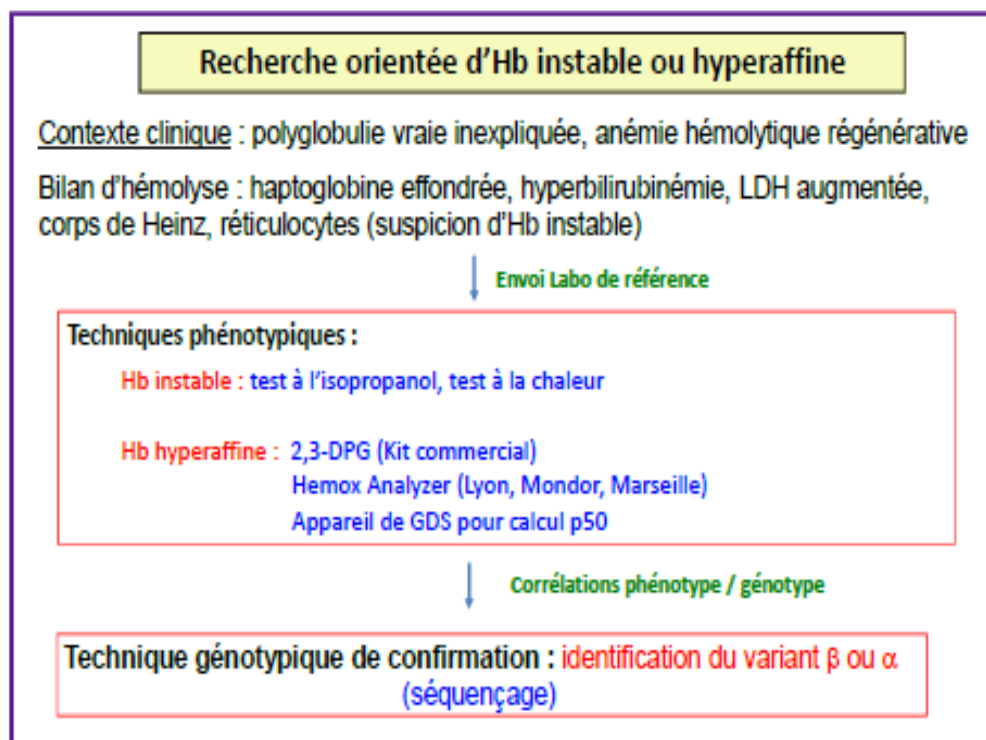 Recherche orientée d'Hb instable ou hyperaffine
Contexte clinique : polyglobulie vraie inexpliquée, anémie hémolytique régénérative
Bilan d'hémolyse : haptoglobine effondrée, hyperbilirubinémie, LDH augmentée,
corps de Heinz, réticulocytes (suspicion d'Hb instable)
Envoi Labo de référence
Techniques phénotypiques :
Hb instable : test à l'isopropanol, test à la chaleur
Hb hyperaffine : 2,3-DPG (Kit commercial)
Hemox Analyzer (Lyon, Mondor, Marseille)
Appareil de GDS pour calcul p50
Corrélations phénotype / génotype
Technique génotypique de confirmation : identification du variant β ou α
(séquençage)